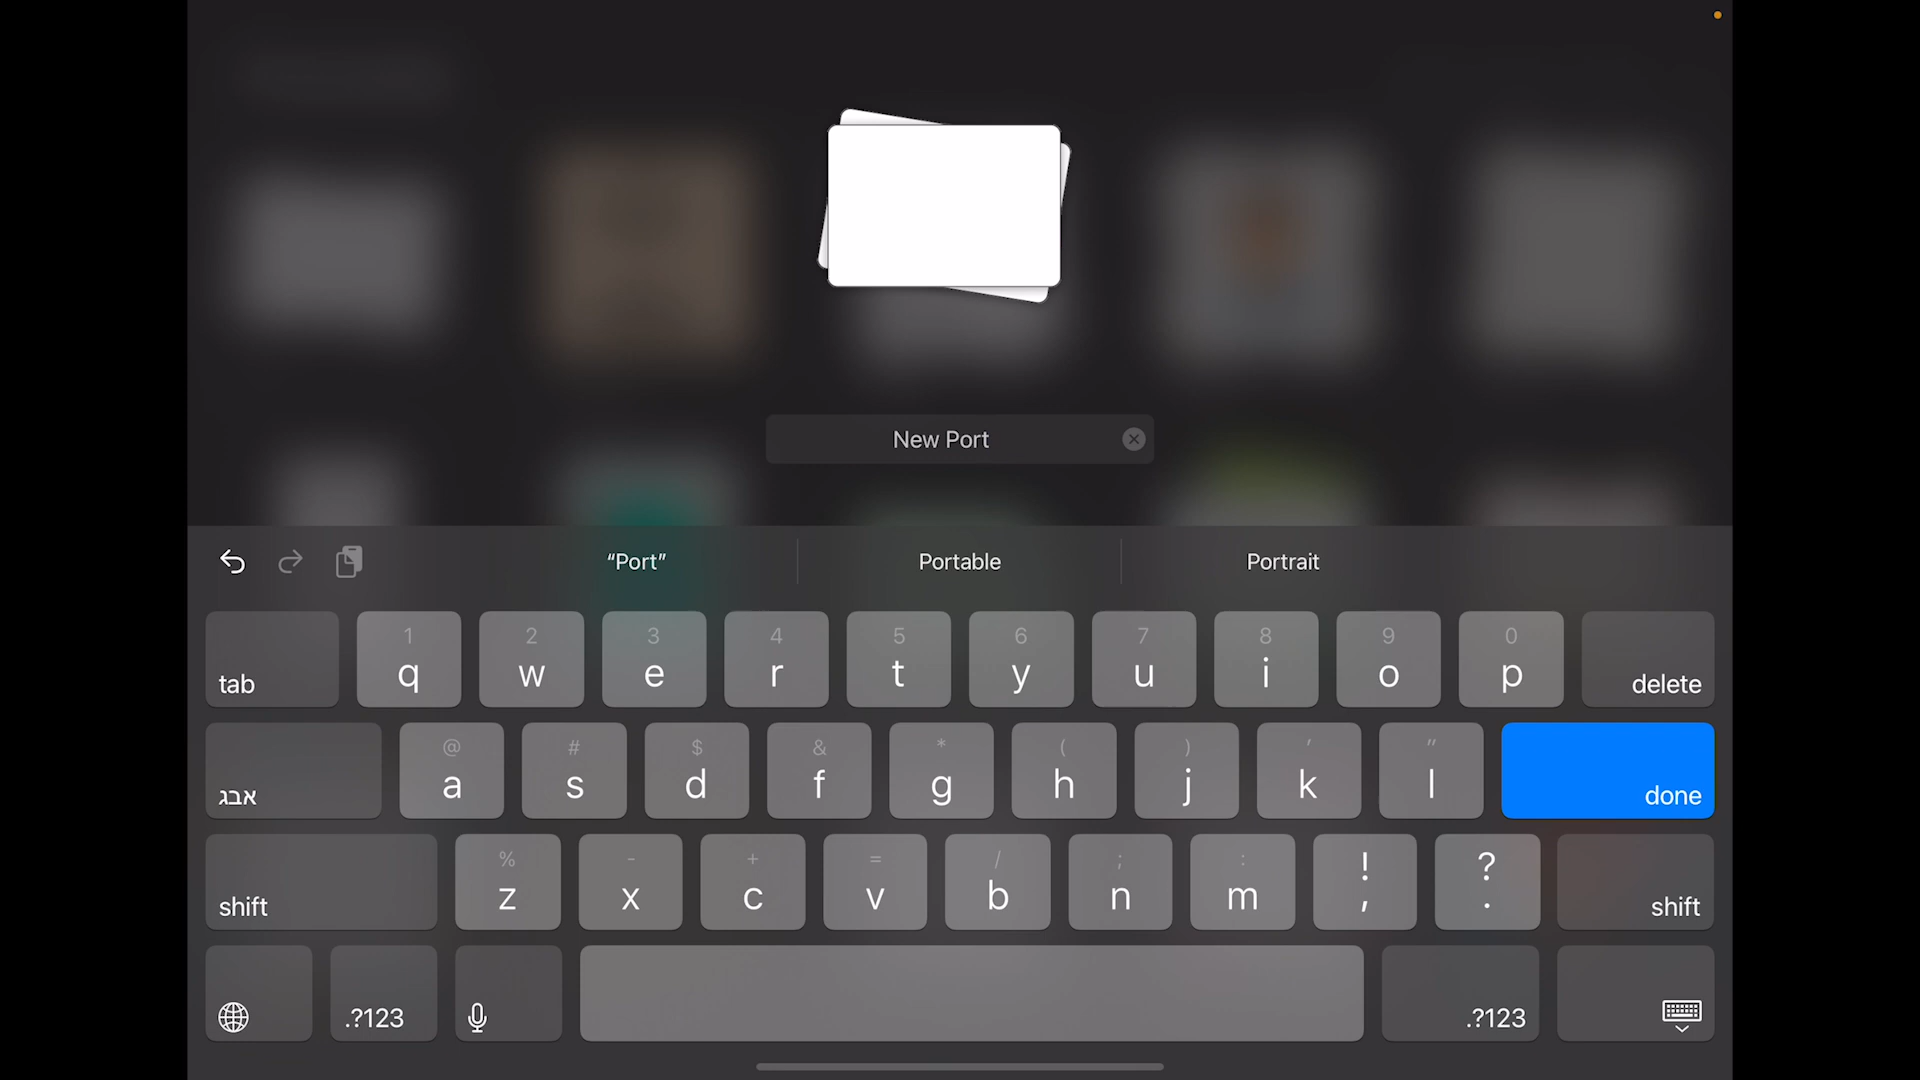 New Port
“Port” Portable Portrait
tab 1 q 2 w 3 e 4 r 5 t 6 y 7 u 8 i 9 o 0 p delete
אבג @ a # s $ d & f * g ( h ) j ' k " l done
shift % z - x + c = v / b ; n : m ! , ? . shift
.?123 .?123